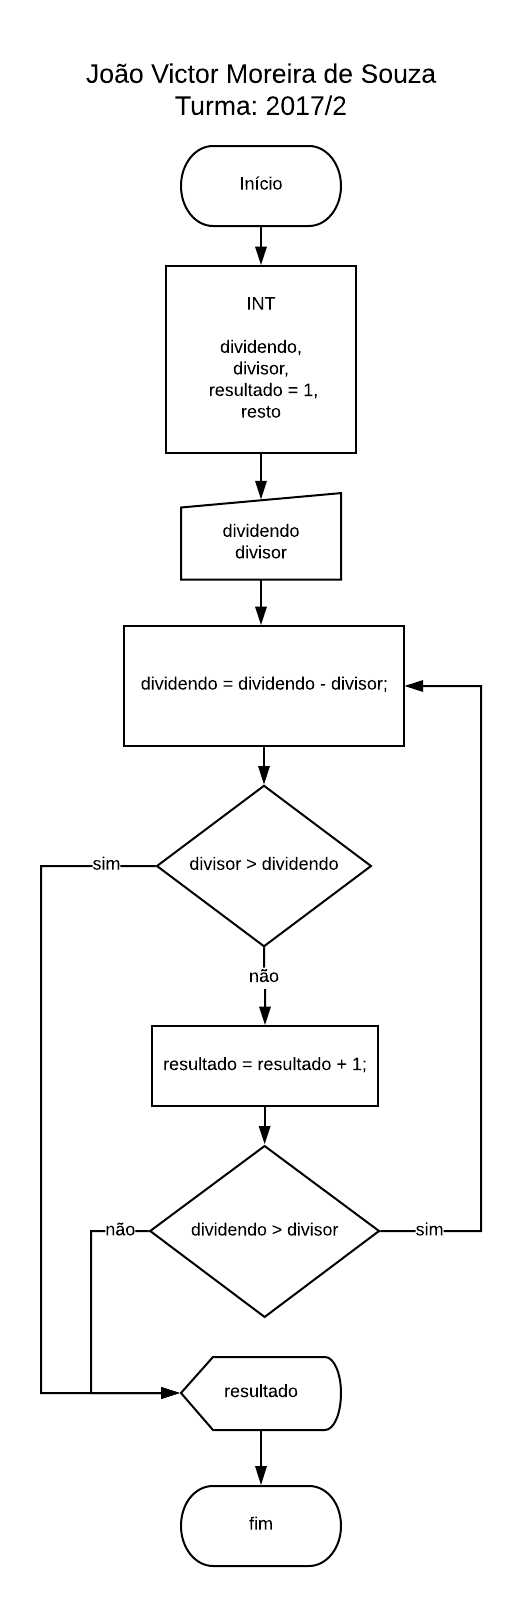 João Victor Moreira de Souza
Turma: 2017/2
Início
INT
dividendo,
divisor,
resultado = 1,
resto
dividendo
divisor
dividendo = dividendo - divisor;
sim
divisor > dividendo
não
resultado = resultado + 1;
não
dividendo > divisor
sim
resultado
fim